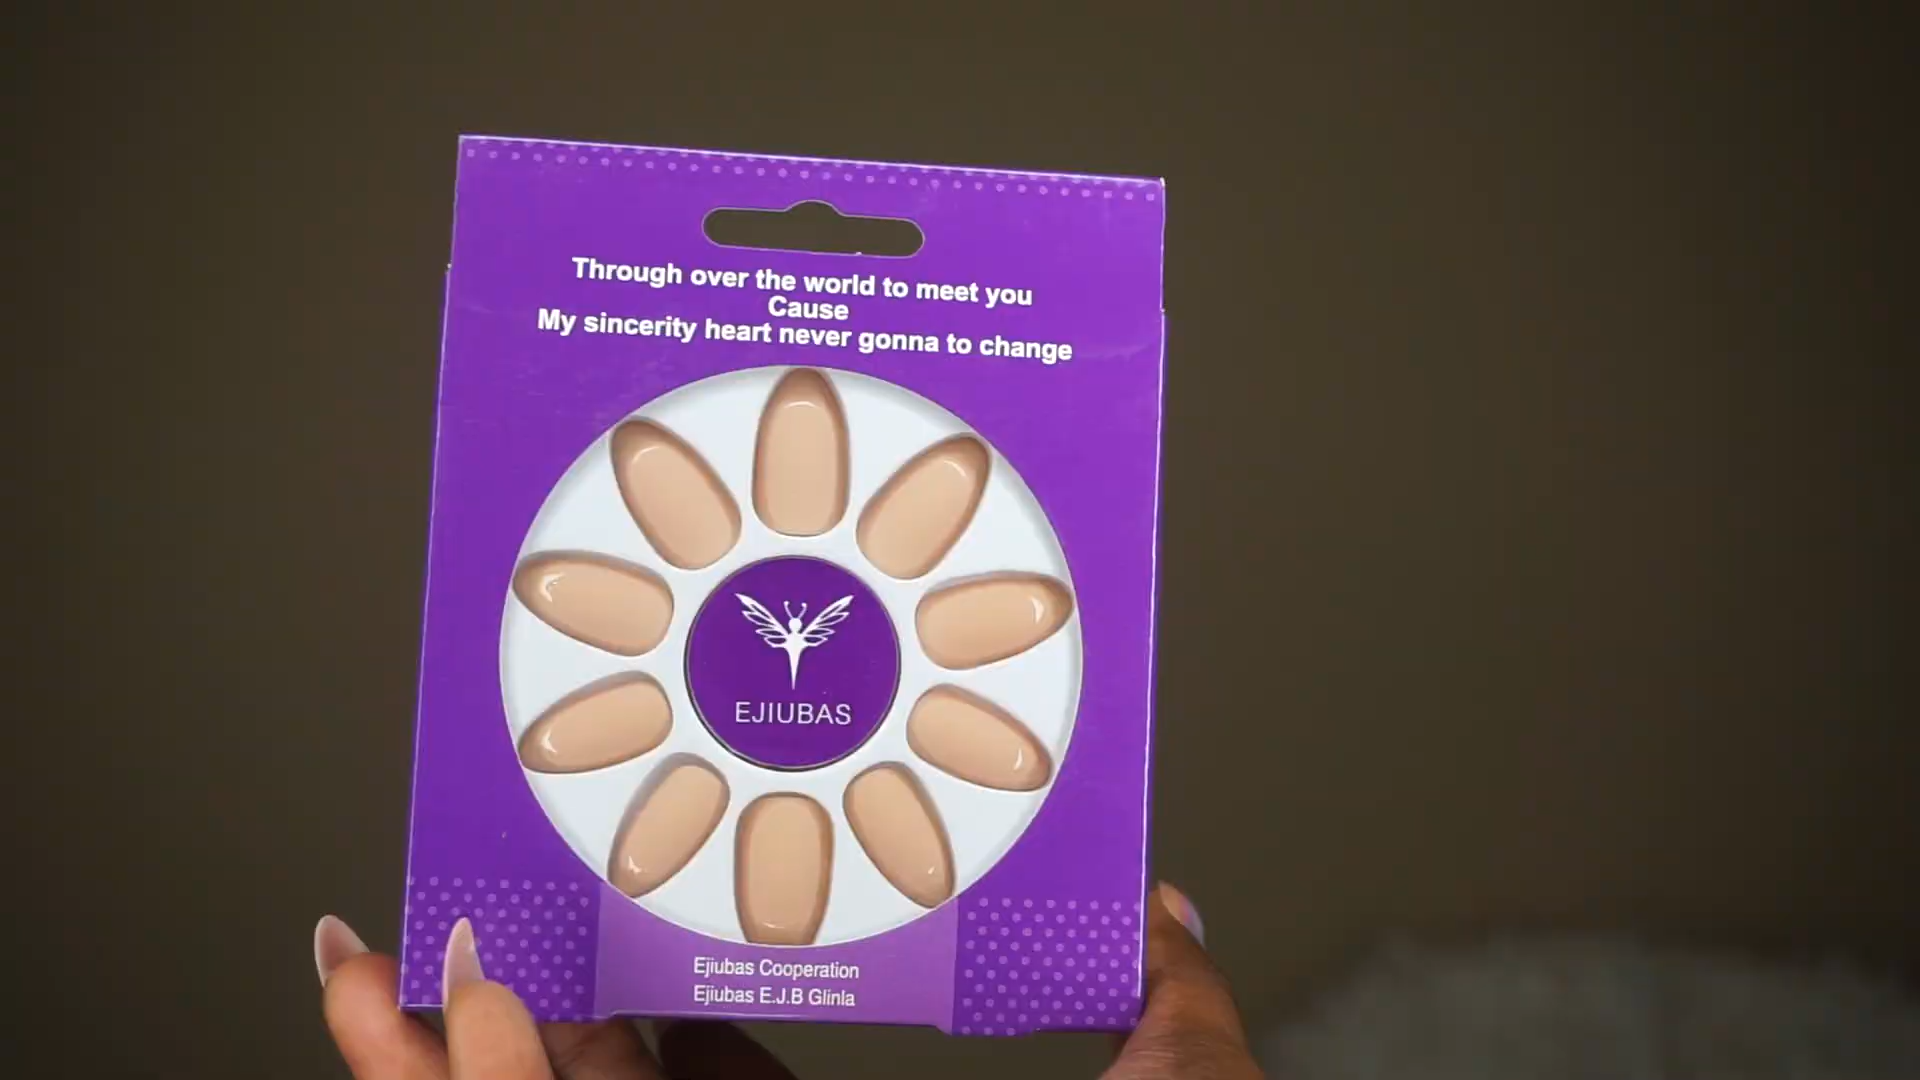 Through over the world to meet you
Cause
My sincerity heart never gonna to change
EJIUBAS
Ejiubas Cooperation
Ejiubas E.J.B Glinla